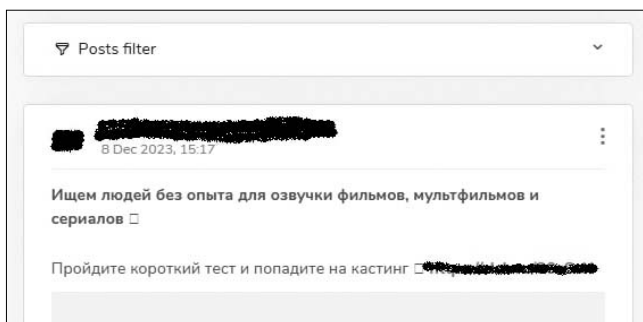 Posts filter
8 Dec 2023, 15:17
Ищем людей без опыта для озвучки фильмов, мультфильмов и
сериалов
Пройдите короткий тест и попадите на кастинг